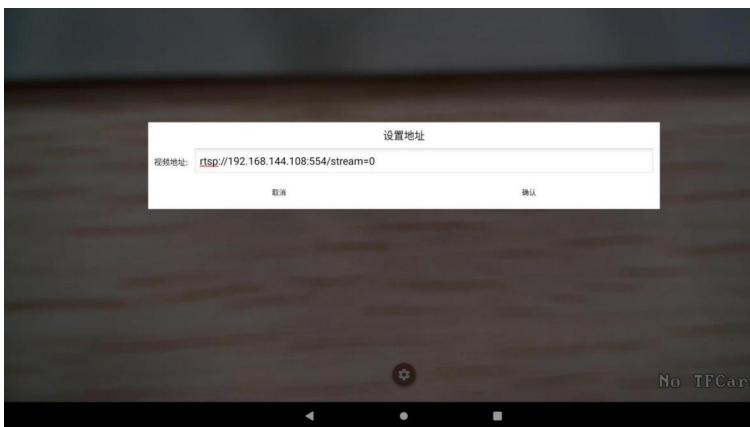 设置地址
视频地址: rtsp://192.168.144.108:554/stream=0
取消 确认
No TFCar